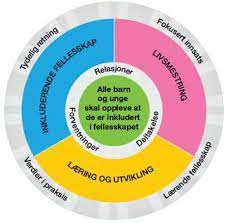 Tydelig retning
Fokusert innsats
INKLUDERENDE FELLESSKAP
LIVSMESTRING
Relasjoner
Alle barn
og unge
skal oppleve at
de er inkludert
i fellesskapet
Forventninger
Deltakelse
LÆRING OG UTVIKLING
Verdier i praksis
Lærende fellesskap